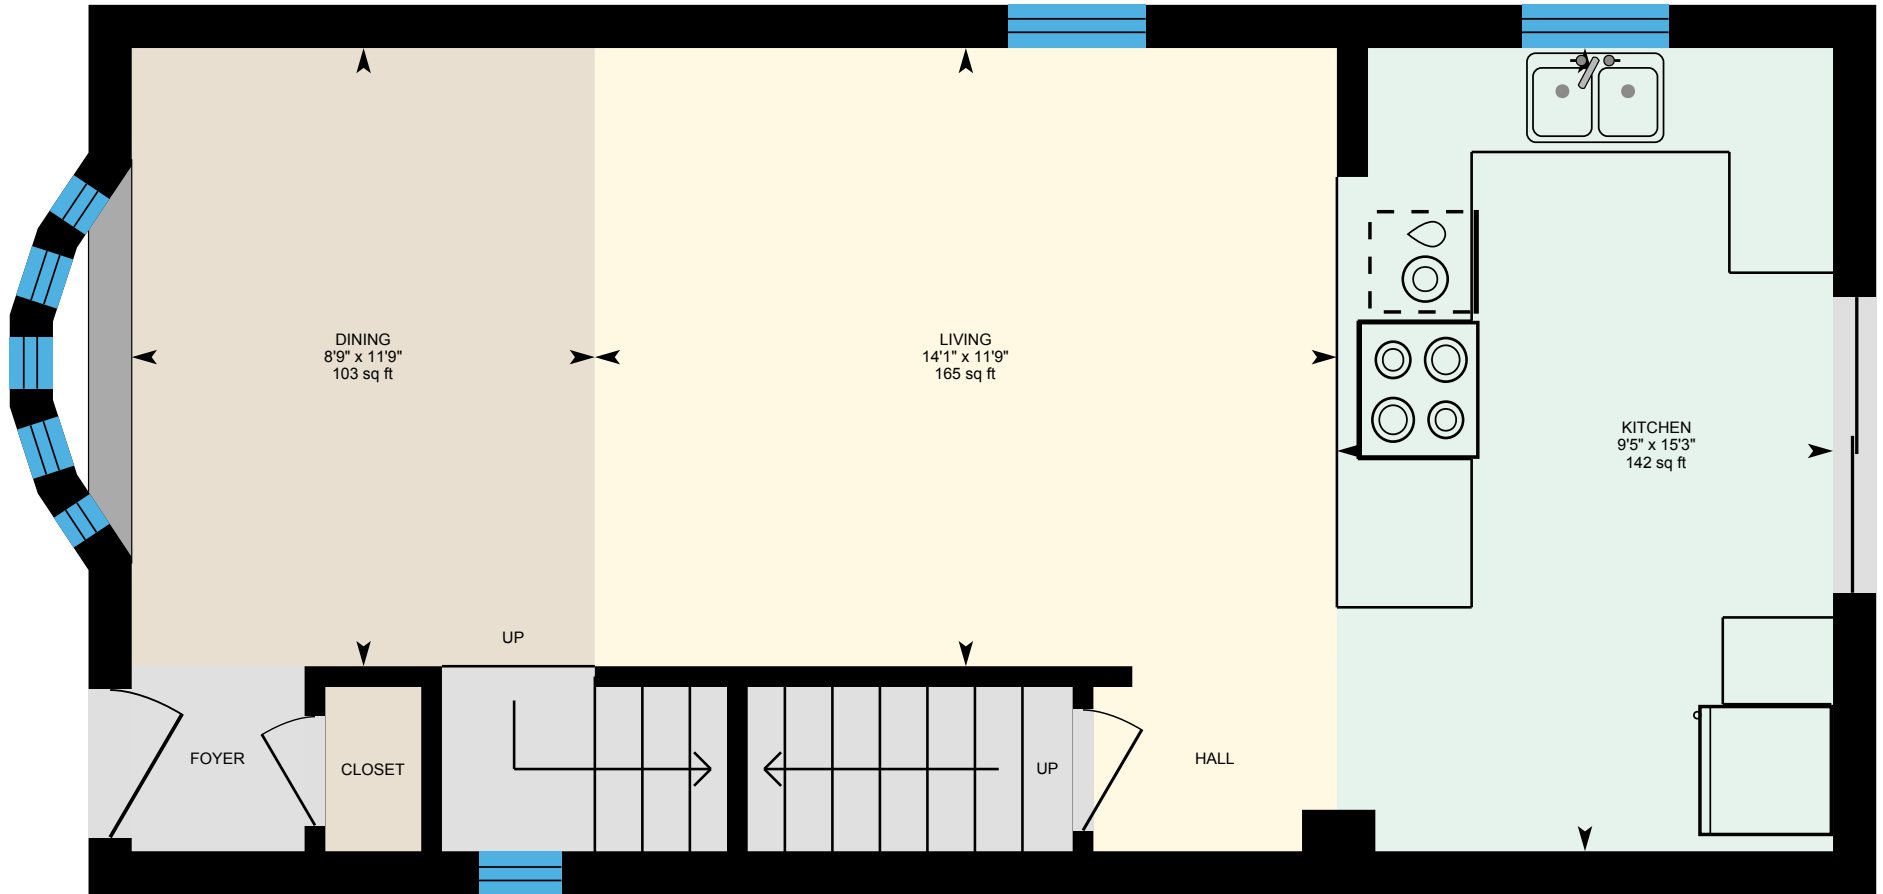 DINING
8'9" x 11'9"
103 sq ft
LIVING
14'1" x 11'9"
165 sq ft
KITCHEN
9'5" x 15'3"
142 sq ft
UP
FOYER
CLOSET
UP
HALL